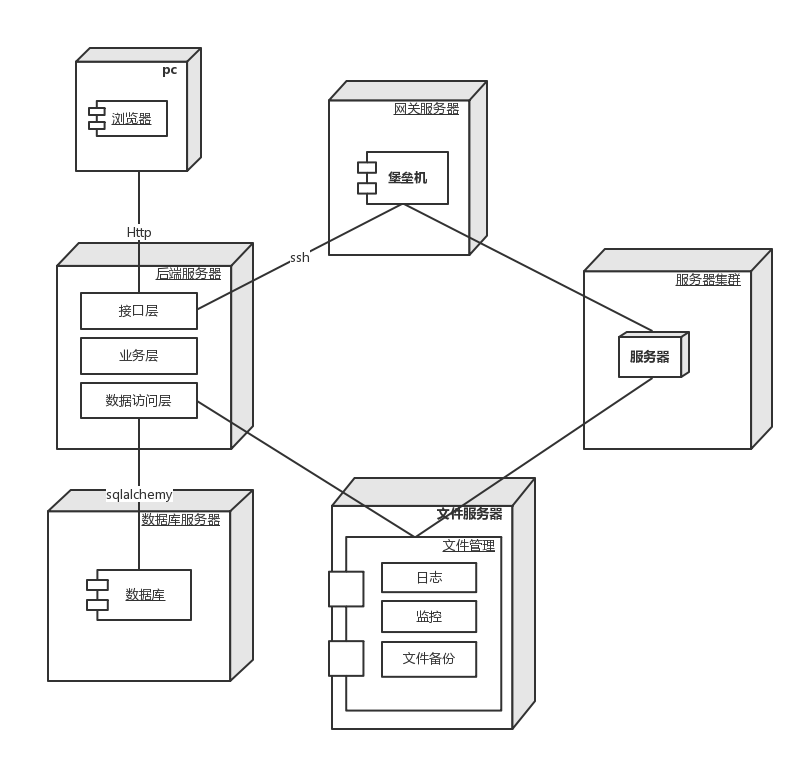 pc
浏览器
网关服务器
堡垒机
Http
ssh
后端服务器
接口层
业务层
数据访问层
服务器集群
服务器
sqlalchemy
数据库服务器
数据库
文件服务器
文件管理
日志
监控
文件备份